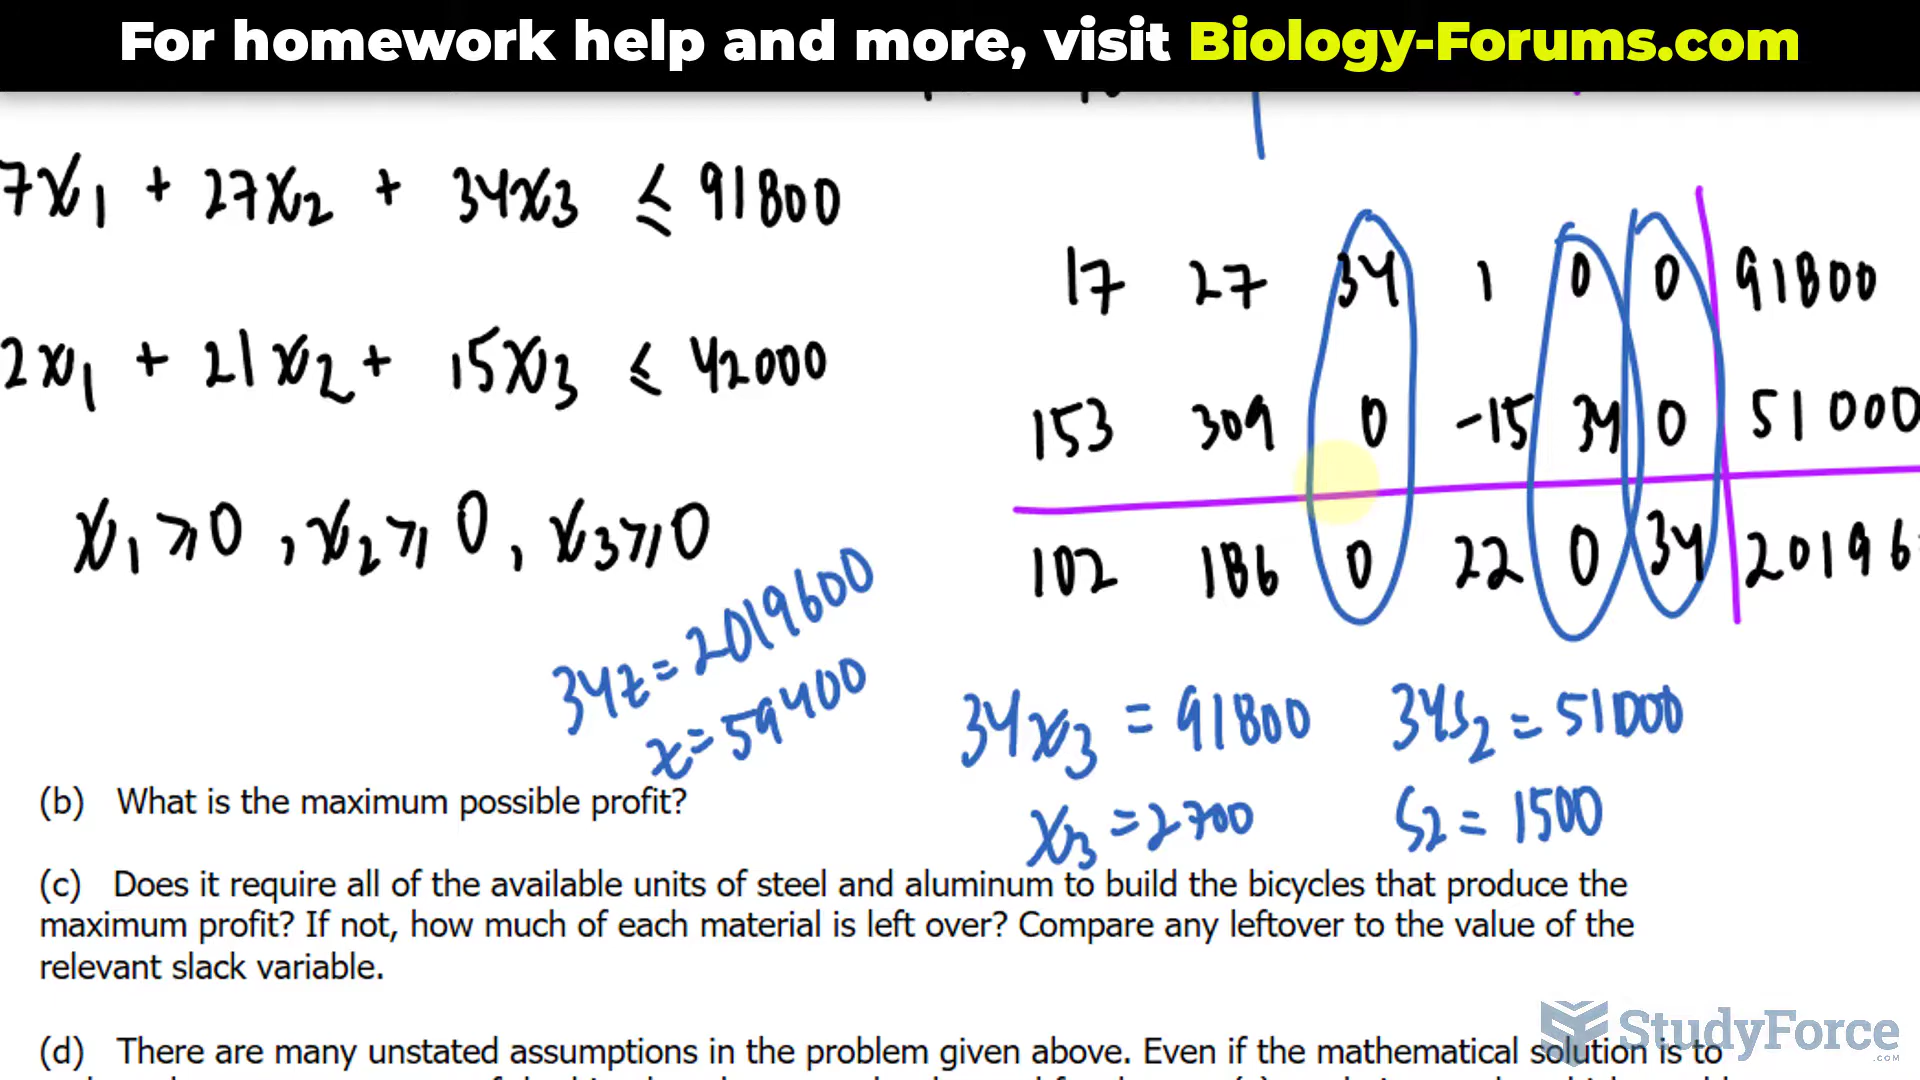 For homework help and more, visit Biology-Forums.com
7x₁ + 27x₂ + 34x₃ ≤ 91800
2x₁ + 21x₂ + 15x₃ ≤ 42000
x₁ ≥ 0, x₂ ≥ 0, x₃ ≥ 0
17 27 34 1 0 0 91800
153 309 0 -15 34 0 51000
102 186 0 22 0 34 20196
34z = 2019600
z = 59400
34x₃ = 91800
x₃ = 2700
34s₂ = 51000
s₂ = 1500
(b) What is the maximum possible profit?
(c) Does it require all of the available units of steel and aluminum to build the bicycles that produce the
maximum profit? If not, how much of each material is left over? Compare any leftover to the value of the
relevant slack variable.
(d) There are many unstated assumptions in the problem given above. Even if the mathematical solution is to
StudyForce
.COM